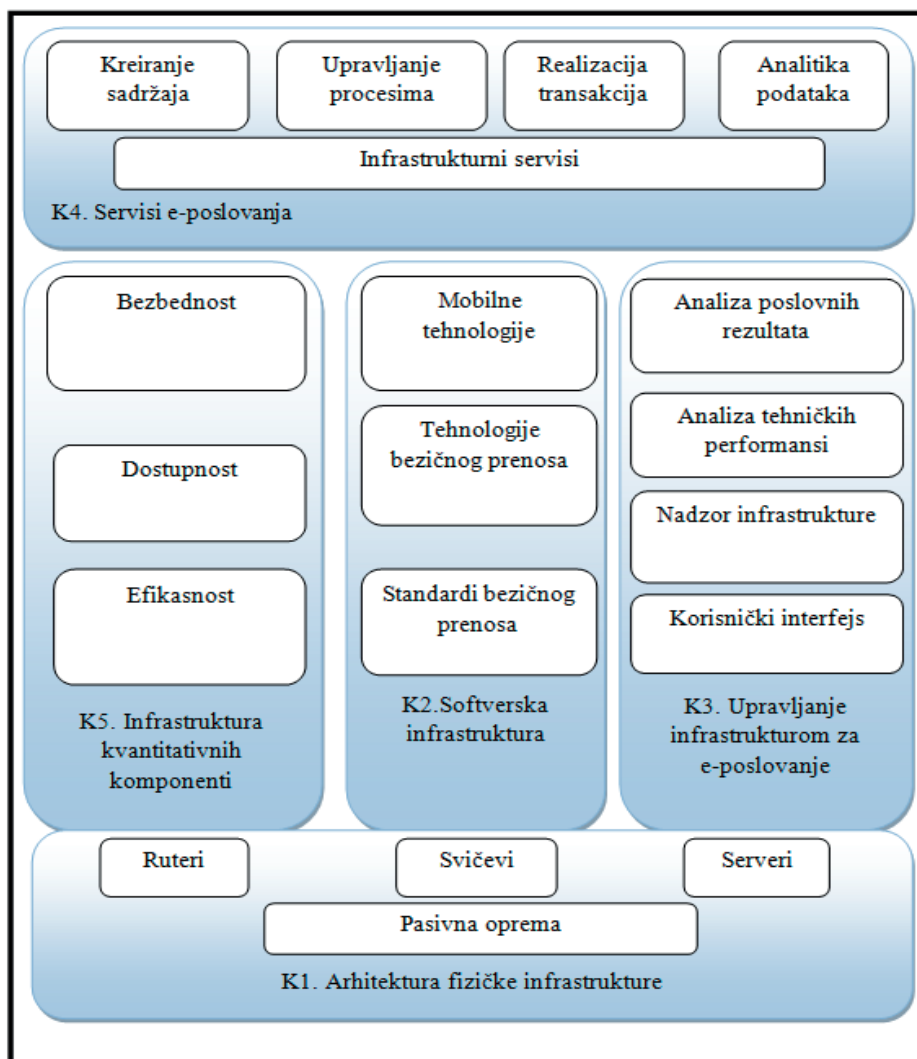 Kreiranje
sadržaja
Upravljanje
procesima
Realizacija
transakcija
Analitika
podataka
Infrastrukturni servisi
K4. Servisi e-poslovanja
Bezbednost
Dostupnost
Efikasnost
K5. Infrastruktura
kvantitativnih
komponenti
Mobilne
tehnologije
Tehnologije
bezičnog prenosa
Standardi bezičnog
prenosa
K2.Softverska
infrastruktura
Analiza poslovnih
rezultata
Analiza tehničkih
performansi
Nadzor infrastrukture
Korisnički interfejs
K3. Upravljanje
infrastrukturom za
e-poslovanje
Ruteri
Svičevi
Serveri
Pasivna oprema
K1. Arhitektura fizičke infrastrukture